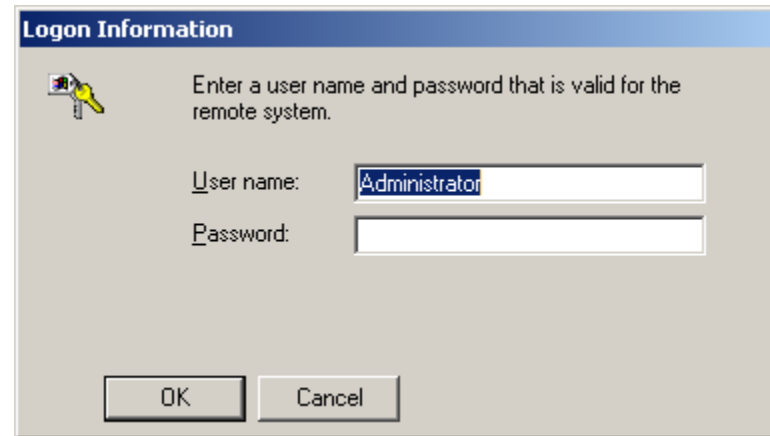 Logon Information
Enter a user name and password that is valid for the
remote system.
User name: Administrator
Password:
OK Cancel